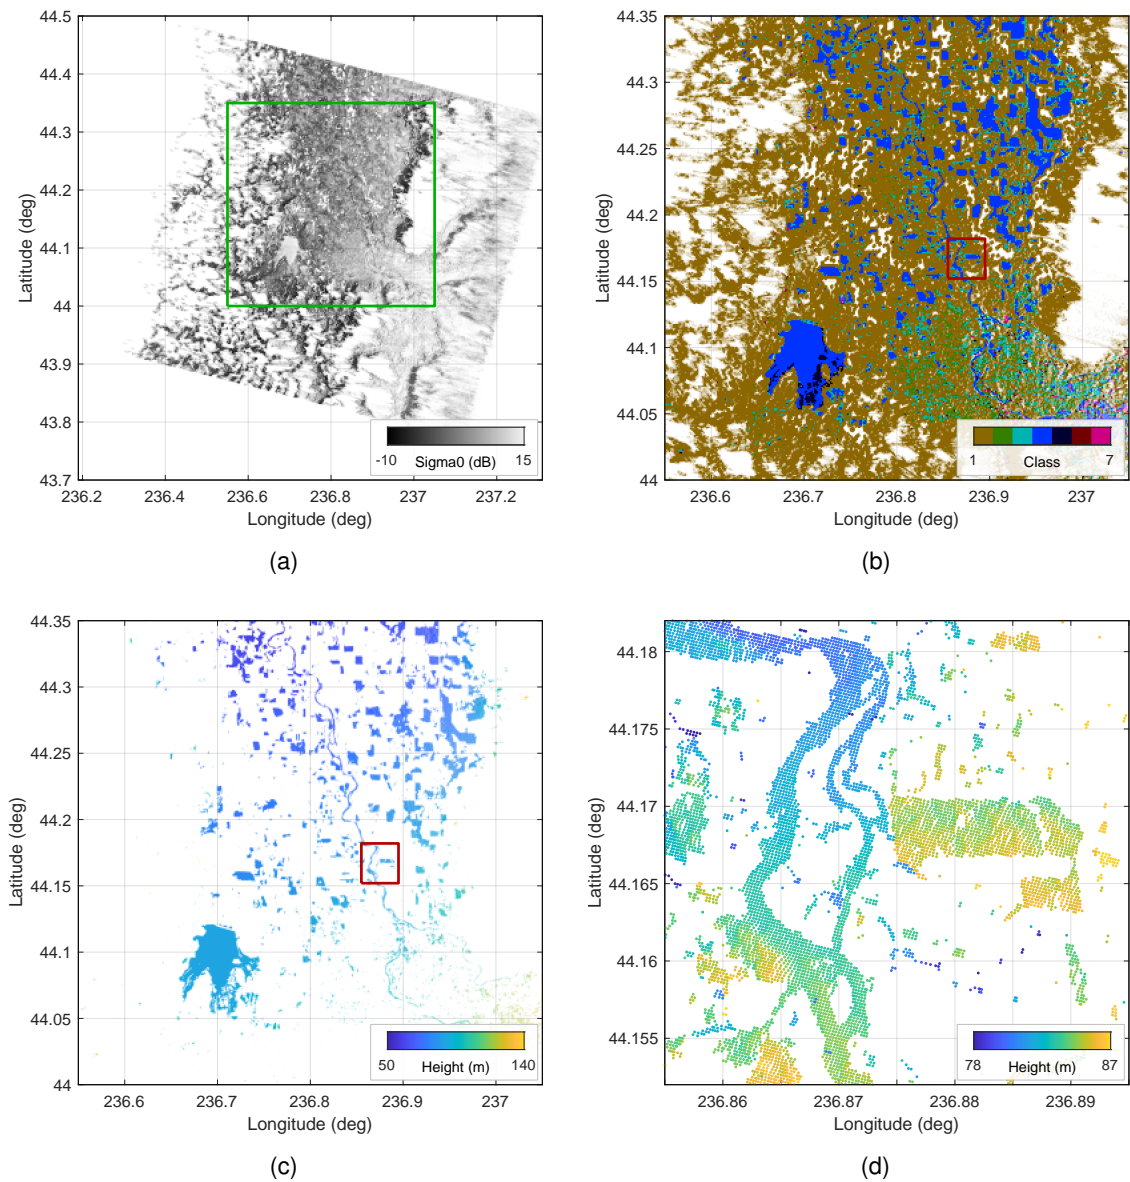 44.5
44.4
44.3
44.2
44.1
44
43.9
43.8
43.7
Latitude (deg)
236.2 236.4 236.6 236.8 237 237.2
Longitude (deg)
-10 Sigma0 (dB) 15
(a)
44.35
44.3
44.25
44.2
44.15
44.1
44.05
44
Latitude (deg)
236.6 236.7 236.8 236.9 237
Longitude (deg)
1 Class 7
(b)
44.35
44.3
44.25
44.2
44.15
44.1
44.05
44
Latitude (deg)
236.6 236.7 236.8 236.9 237
Longitude (deg)
50 Height (m) 140
(c)
44.18
44.175
44.17
44.165
44.16
44.155
Latitude (deg)
236.86 236.87 236.88 236.89
Longitude (deg)
78 Height (m) 87
(d)